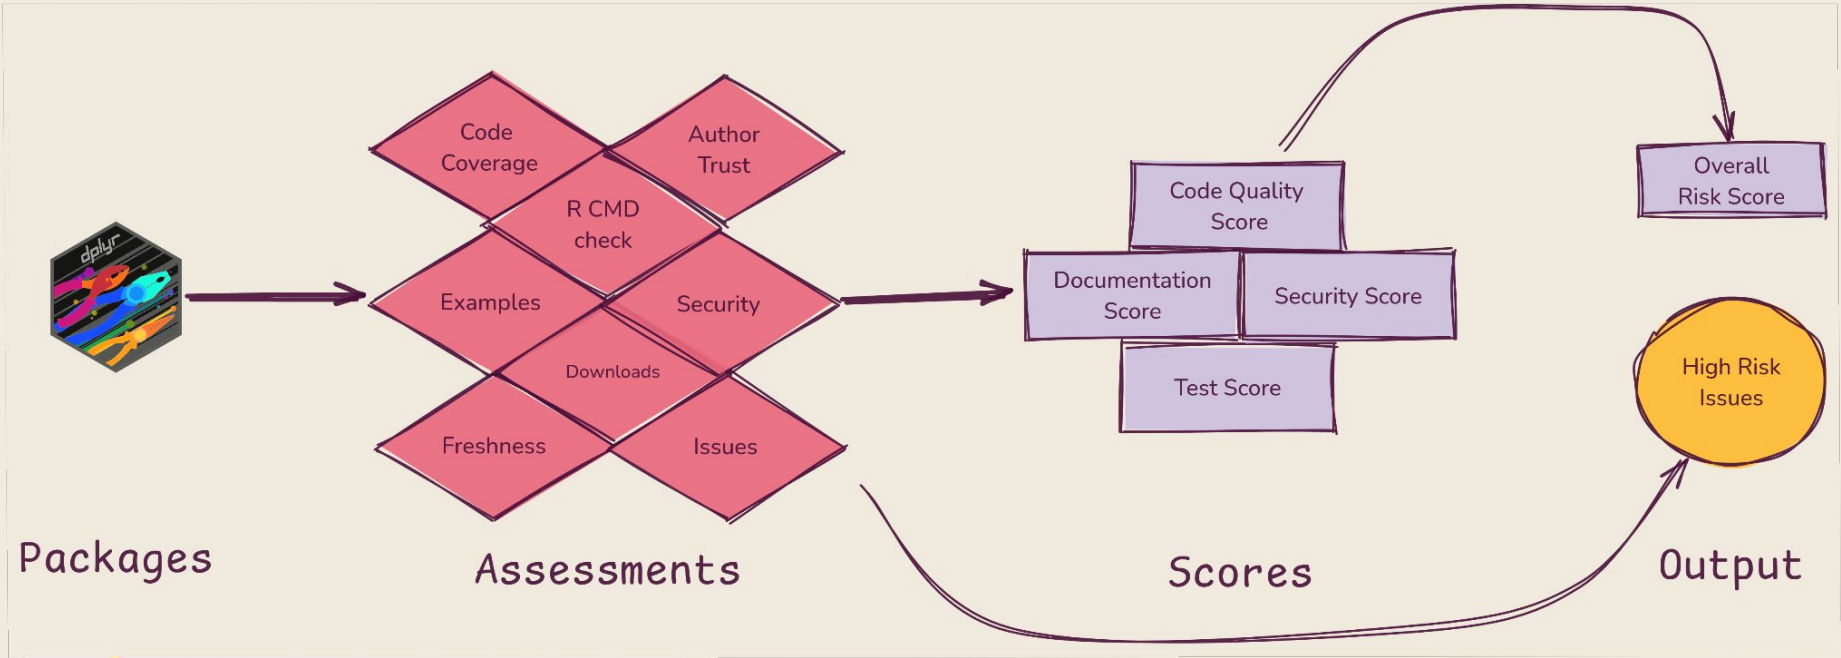 dplyr
Code
Coverage
Author
Trust
R CMD
check
Examples
Security
Downloads
Freshness
Issues
Code Quality
Score
Documentation
Score
Security Score
Test Score
Overall
Risk Score
High Risk
Issues
Packages
Assessments
Scores
Output